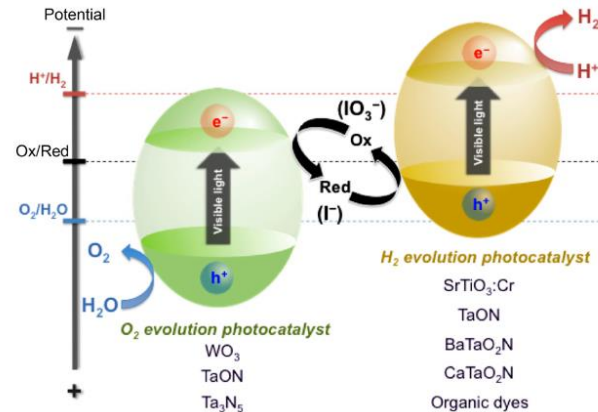 Potential
−
H⁺/H₂
Ox/Red
O₂/H₂O
+
O₂
H₂O
e⁻
Visible light
h⁺
O₂ evolution photocatalyst
WO₃
TaON
Ta₃N₅
(IO₃⁻)
Ox
Red
(I⁻)
H₂
H⁺
e⁻
Visible light
h⁺
H₂ evolution photocatalyst
SrTiO₃:Cr
TaON
BaTaO₂N
CaTaO₂N
Organic dyes